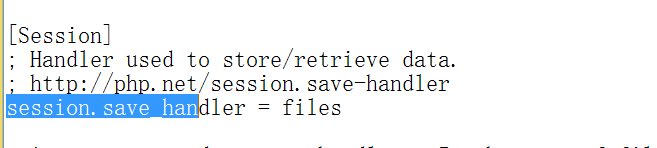 [Session]
; Handler used to store/retrieve data.
; http://php.net/session.save-handler
session.save_handler = files